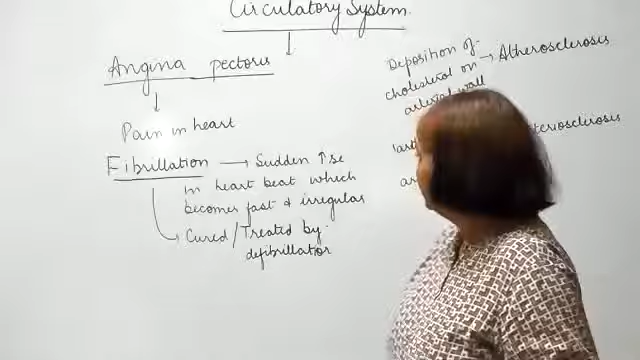 Circulatory System.
Angina pectoris
Pain in heart
Fibrillation → Sudden ↑se
in heart beat which
becomes fast & irregular
Cured / Treated by
defibrillator
Deposition of → Atherosclerosis
cholesterol on
arterial wall